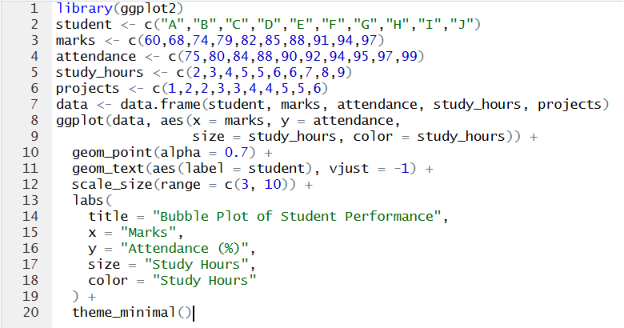 1 library(ggplot2)
2 student <- c("A","B","C","D","E","F","G","H","I","J")
3 marks <- c(60,68,74,79,82,85,88,91,94,97)
4 attendance <- c(75,80,84,88,90,92,94,95,97,99)
5 study_hours <- c(2,3,4,5,5,6,6,7,8,9)
6 projects <- c(1,2,2,3,3,4,4,5,5,6)
7 data <- data.frame(student, marks, attendance, study_hours, projects)
8 ggplot(data, aes(x = marks, y = attendance,
9                  size = study_hours, color = study_hours)) +
10   geom_point(alpha = 0.7) +
11   geom_text(aes(label = student), vjust = -1) +
12   scale_size(range = c(3, 10)) +
13   labs(
14     title = "Bubble Plot of Student Performance",
15     x = "Marks",
16     y = "Attendance (%)",
17     size = "Study Hours",
18     color = "Study Hours"
19   ) +
20   theme_minimal()